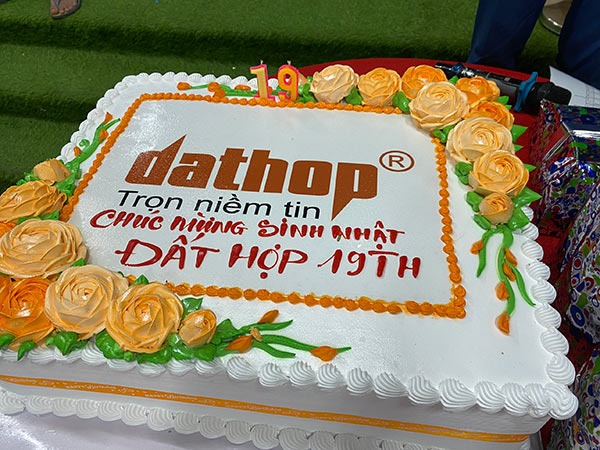 19
dathop®
Trọn niềm tin
CHÚC MỪNG SINH NHẬT
ĐẤT HỢP 19TH